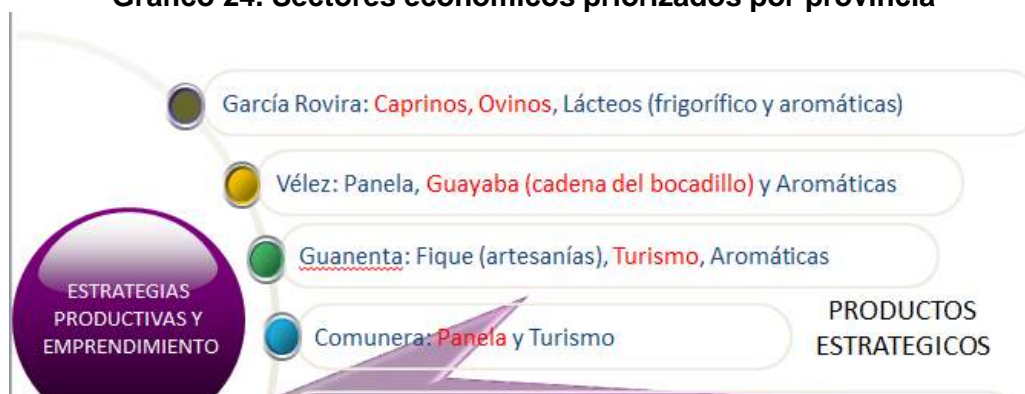 Gráfico 24. Sectores económicos priorizados por provincia
García Rovira: Caprinos, Ovinos, Lácteos (frigorífico y aromáticas)
Vélez: Panela, Guayaba (cadena del bocadillo) y Aromáticas
Guanenta: Fique (artesanías), Turismo, Aromáticas
Comunera: Panela y Turismo
ESTRATEGIAS
PRODUCTIVAS Y
EMPRENDIMIENTO
PRODUCTOS
ESTRATEGICOS